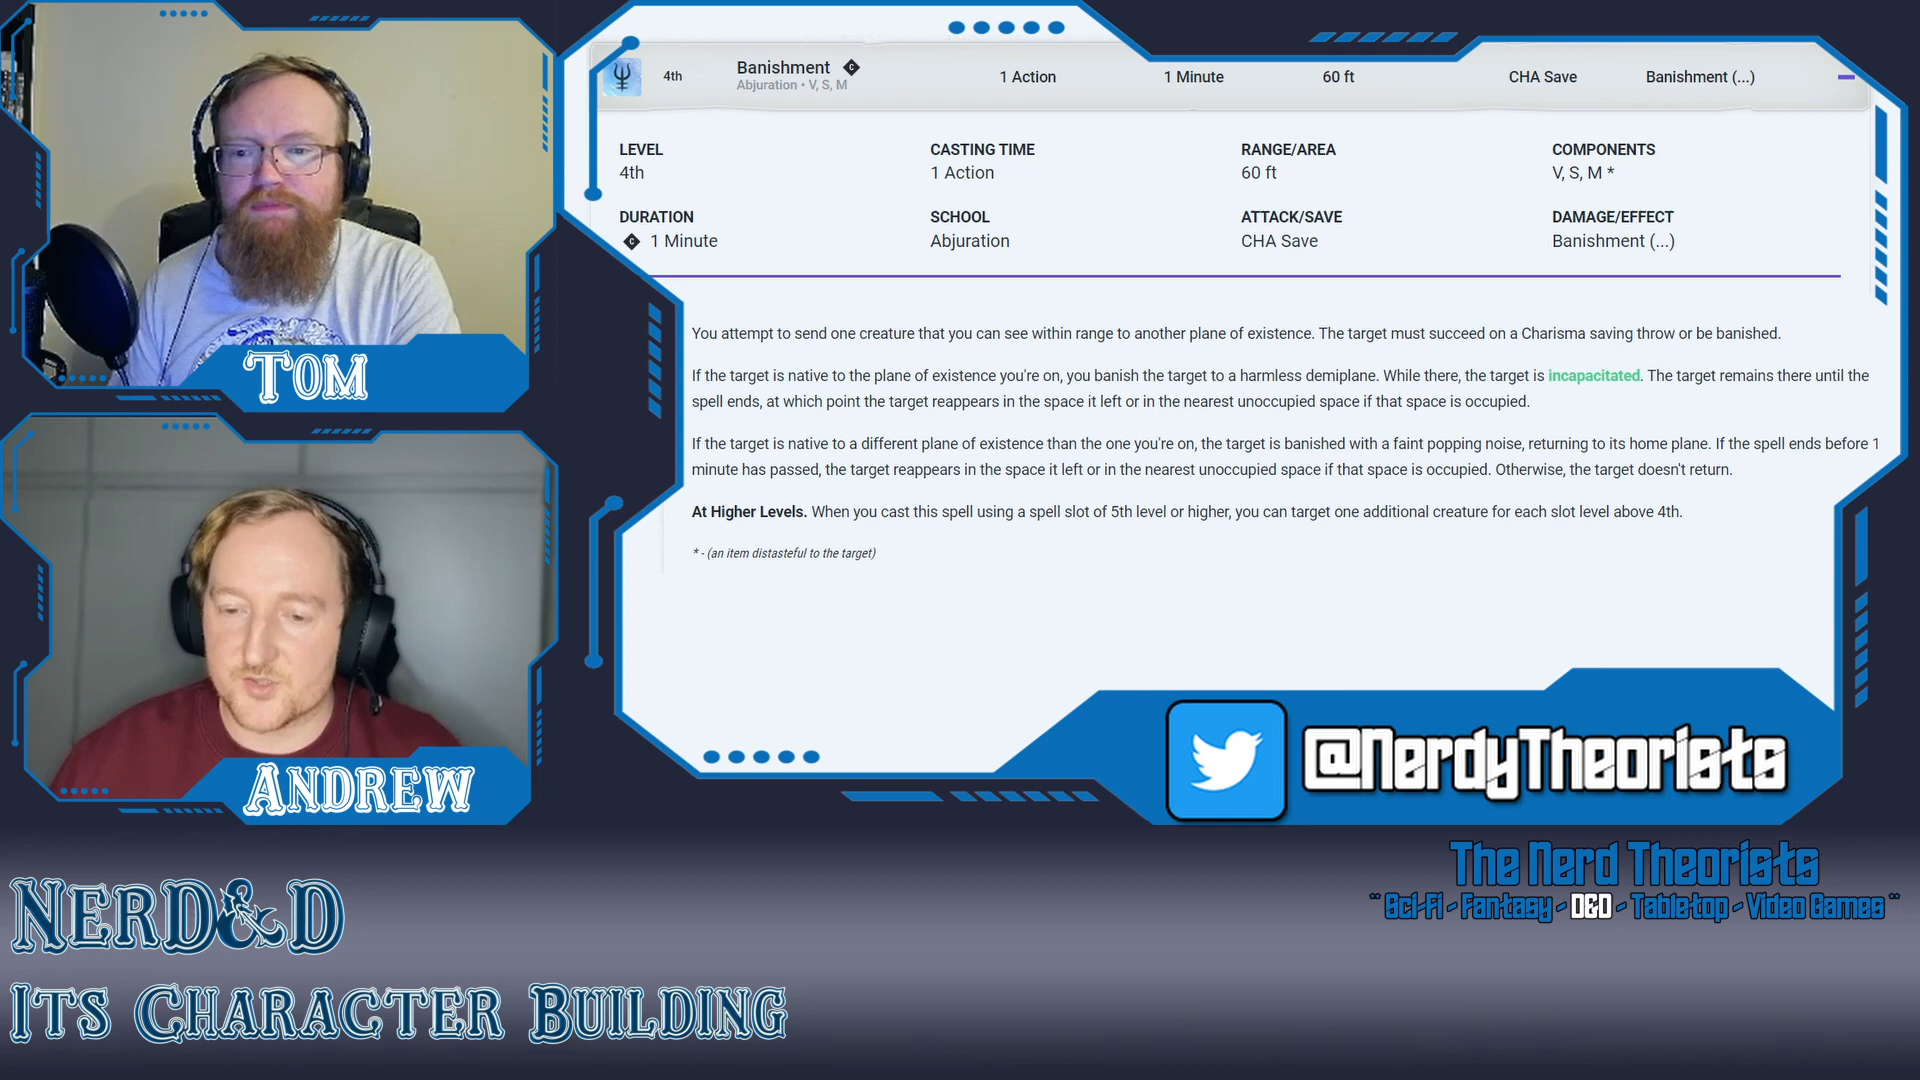 TOM
ANDREW
4th
Banishment C
Abjuration • V, S, M
1 Action
1 Minute
60 ft
CHA Save
Banishment (...)
LEVEL
4th
CASTING TIME
1 Action
RANGE/AREA
60 ft
COMPONENTS
V, S, M *
DURATION
C 1 Minute
SCHOOL
Abjuration
ATTACK/SAVE
CHA Save
DAMAGE/EFFECT
Banishment (...)
You attempt to send one creature that you can see within range to another plane of existence. The target must succeed on a Charisma saving throw or be banished.
If the target is native to the plane of existence you're on, you banish the target to a harmless demiplane. While there, the target is incapacitated. The target remains there until the
spell ends, at which point the target reappears in the space it left or in the nearest unoccupied space if that space is occupied.
If the target is native to a different plane of existence than the one you're on, the target is banished with a faint popping noise, returning to its home plane. If the spell ends before 1
minute has passed, the target reappears in the space it left or in the nearest unoccupied space if that space is occupied. Otherwise, the target doesn't return.
At Higher Levels. When you cast this spell using a spell slot of 5th level or higher, you can target one additional creature for each slot level above 4th.
* - (an item distasteful to the target)
@NerdyTheorists
The Nerd Theorists
¨ Sci-Fi - Fantasy - D&D - Tabletop - Video Games ¨
NERD&D
ITS CHARACTER BUILDING